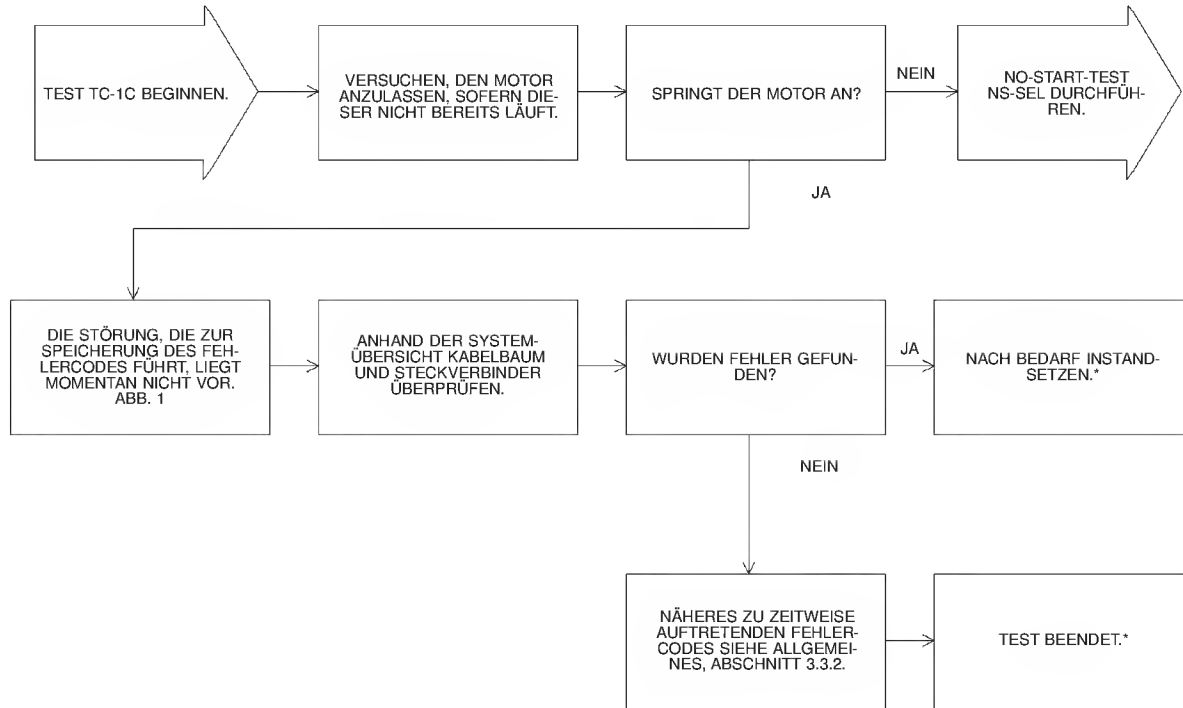 TEST TC-1C BEGINNEN.
VERSUCHEN, DEN MOTOR
ANZULASSEN, SOFERN DIE-
SER NICHT BEREITS LÄUFT.
SPRINGT DER MOTOR AN?
NEIN
NO-START-TEST
NS-SEL DURCHFÜH-
REN.
JA
DIE STÖRUNG, DIE ZUR
SPEICHERUNG DES FEH-
LERCODES FÜHRT, LIEGT
MOMENTAN NICHT VOR.
ABB. 1
ANHAND DER SYSTEM-
ÜBERSICHT KABELBAUM
UND STECKVERBINDER
ÜBERPRÜFEN.
WURDEN FEHLER GEFUN-
DEN?
JA
NACH BEDARF INSTAND-
SETZEN.*
NEIN
NÄHERES ZU ZEITWEISE
AUFTRETENDEN FEHLER-
CODES SIEHE ALLGEMEI-
NES, ABSCHNITT 3.3.2.
TEST BEENDET.*